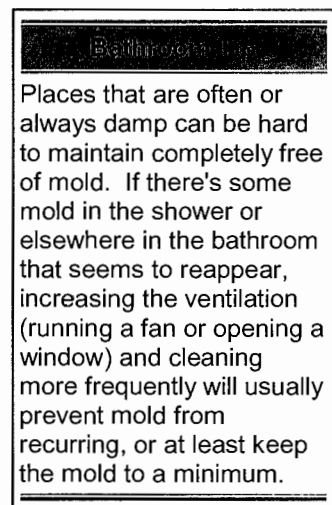 Bathroom Tip
Places that are often or
always damp can be hard
to maintain completely free
of mold.  If there's some
mold in the shower or
elsewhere in the bathroom
that seems to reappear,
increasing the ventilation
(running a fan or opening a
window) and cleaning
more frequently will usually
prevent mold from
recurring, or at least keep
the mold to a minimum.